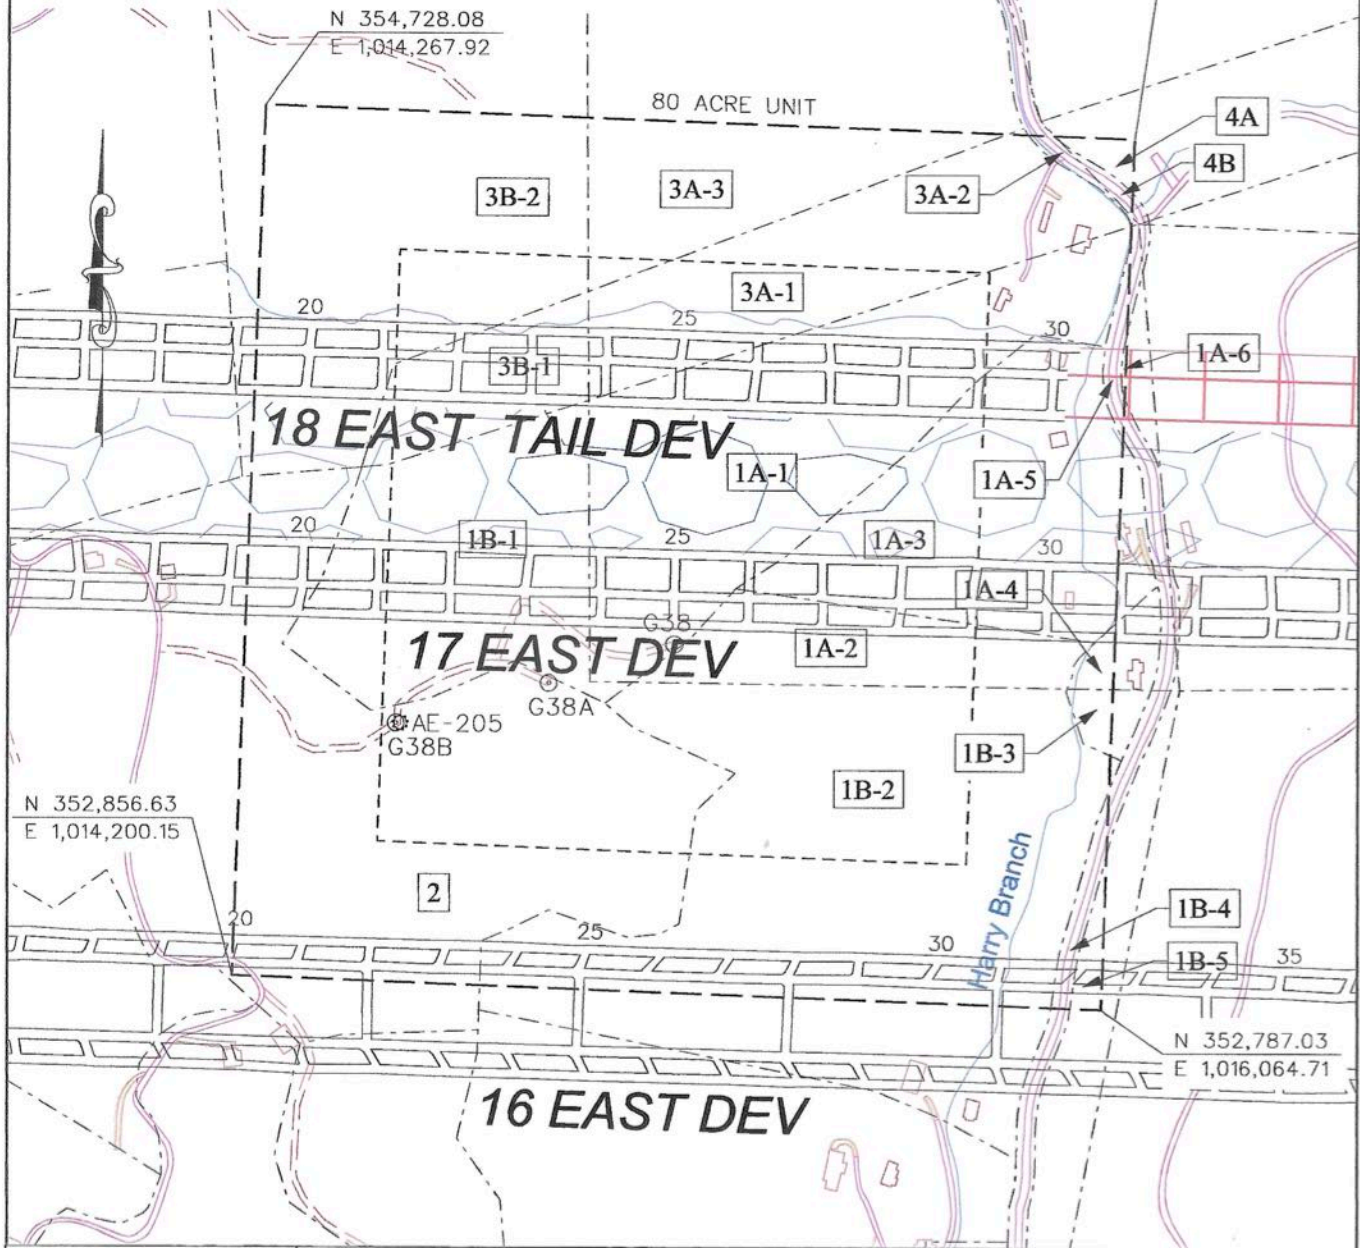 N 354,728.08
E 1,014,267.92
80 ACRE UNIT
4A
4B
3B-2
3A-3
3A-2
3A-1
20
25
30
3B-1
1A-6
18 EAST TAIL DEV
1A-1
1A-5
20
25
30
1B-1
1A-3
1A-4
G38
17 EAST DEV
1A-2
G38A
AE-205
G38B
1B-3
1B-2
N 352,856.63
E 1,014,200.15
2
Harry Branch
1B-4
20
25
30
35
1B-5
N 352,787.03
E 1,016,064.71
16 EAST DEV